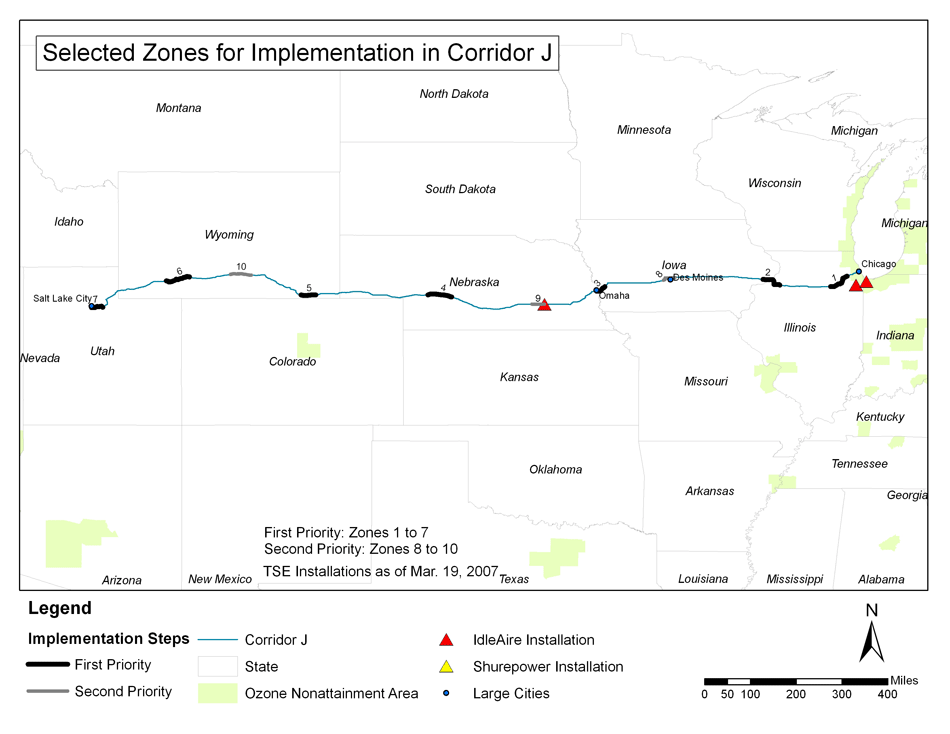 Selected Zones for Implementation in Corridor J
North Dakota
Montana
Minnesota
Michigan
Wisconsin
South Dakota
Idaho
Michigan
Wyoming
Iowa
Chicago
6
10
Nebraska
8
Des Moines
2
1
Salt Lake City
7
5
4
9
3
Omaha
Illinois
Indiana
Utah
Nevada
Colorado
Kansas
Missouri
Kentucky
Tennessee
Oklahoma
Arkansas
Georgia
First Priority: Zones 1 to 7
Second Priority: Zones 8 to 10
TSE Installations as of Mar. 19, 2007
Arizona
New Mexico
Texas
Louisiana
Mississippi
Alabama
Legend
Implementation Steps
First Priority
Second Priority
Corridor J
State
Ozone Nonattainment Area
IdleAire Installation
Shurepower Installation
Large Cities
N
Miles
0 50 100 200 300 400